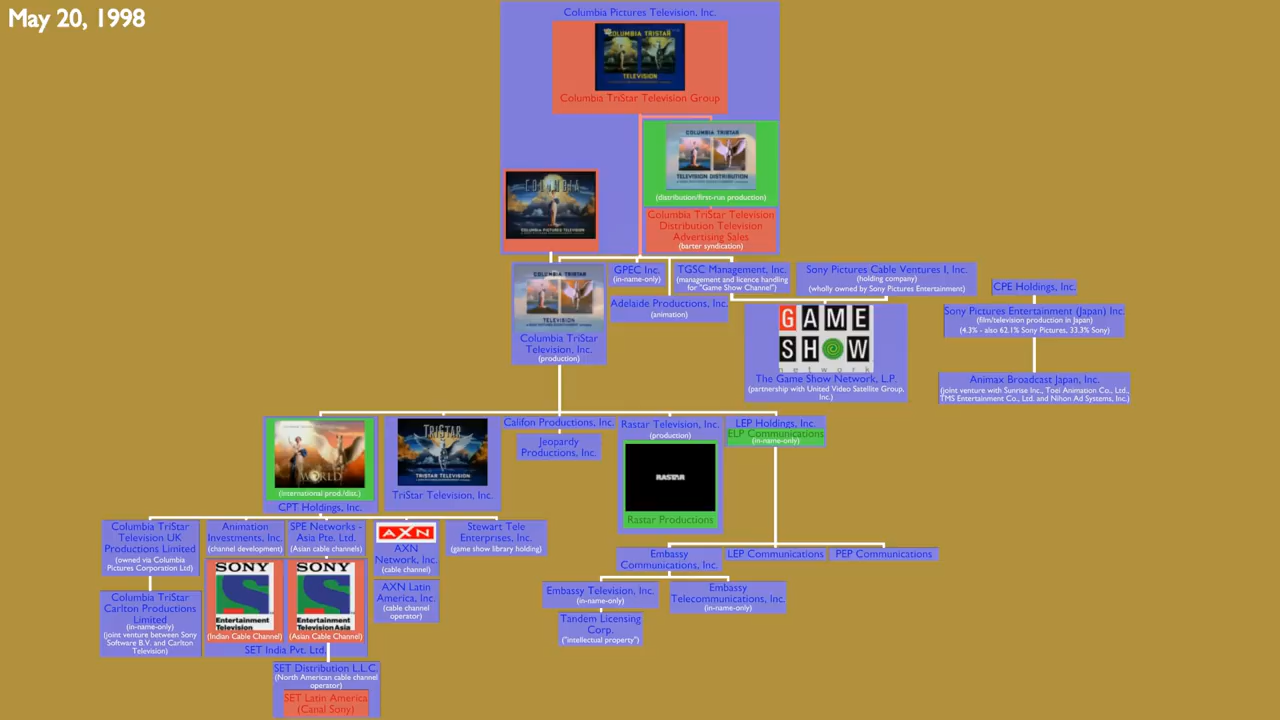 May 20, 1998
Columbia Pictures Television, Inc.
COLUMBIA TRISTAR
TELEVISION
Columbia TriStar Television Group
COLUMBIA TRISTAR
TELEVISION DISTRIBUTION
(distribution/first-run production)
COLUMBIA
COLUMBIA PICTURES TELEVISION
Columbia TriStar Television
Distribution Television
Advertising Sales
(barter syndication)
COLUMBIA TRISTAR
TELEVISION
Columbia TriStar
Television, Inc.
(production)
GPEC Inc.
(in-name-only)
TGSC Management, Inc.
(management and licence handling
for "Game Show Channel")
Adelaide Productions, Inc.
(animation)
Sony Pictures Cable Ventures I, Inc.
(holding company)
(wholly owned by Sony Pictures Entertainment)
GAME
SHOW
network
The Game Show Network, L.P.
(partnership with United Video Satellite Group,
Inc.)
CPE Holdings, Inc.
Sony Pictures Entertainment (Japan) Inc.
(film/television production in Japan)
(4.3% - also 62.1% Sony Pictures, 33.3% Sony)
Animax Broadcast Japan, Inc.
(joint venture with Sunrise Inc., Toei Animation Co., Ltd.,
TMS Entertainment Co., Ltd. and Nihon Ad Systems, Inc.)
WORLD
(international prod./dist.)
CPT Holdings, Inc.
TRISTAR
TRISTAR TELEVISION
TriStar Television, Inc.
Califon Productions, Inc.
Jeopardy
Productions, Inc.
Rastar Television, Inc.
(production)
RASTAR
Rastar Productions
LEP Holdings, Inc.
ELP Communications
(in-name-only)
Columbia TriStar
Television UK
Productions Limited
(owned via Columbia
Pictures Corporation Ltd)
Columbia TriStar
Carlton Productions
Limited
(in-name-only)
(joint venture between Sony
Software B.V. and Carlton
Television)
Animation
Investments, Inc.
(channel development)
SONY
Entertainment
Television
(Indian Cable Channel)
SPE Networks -
Asia Pte. Ltd.
(Asian cable channels)
SONY
Entertainment
Television Asia
(Asian Cable Channel)
SET India Pvt. Ltd.
SET Distribution L.L.C.
(North American cable channel
operator)
SET Latin America
(Canal Sony)
AXN
AXN
Network, Inc.
(cable channel)
AXN Latin
America, Inc.
(cable channel
operator)
Stewart Tele
Enterprises, Inc.
(game show library holding)
Embassy
Communications, Inc.
LEP Communications
PEP Communications
Embassy Television, Inc.
(in-name-only)
Tandem Licensing
Corp.
("intellectual property")
Embassy
Telecommunications, Inc.
(in-name-only)